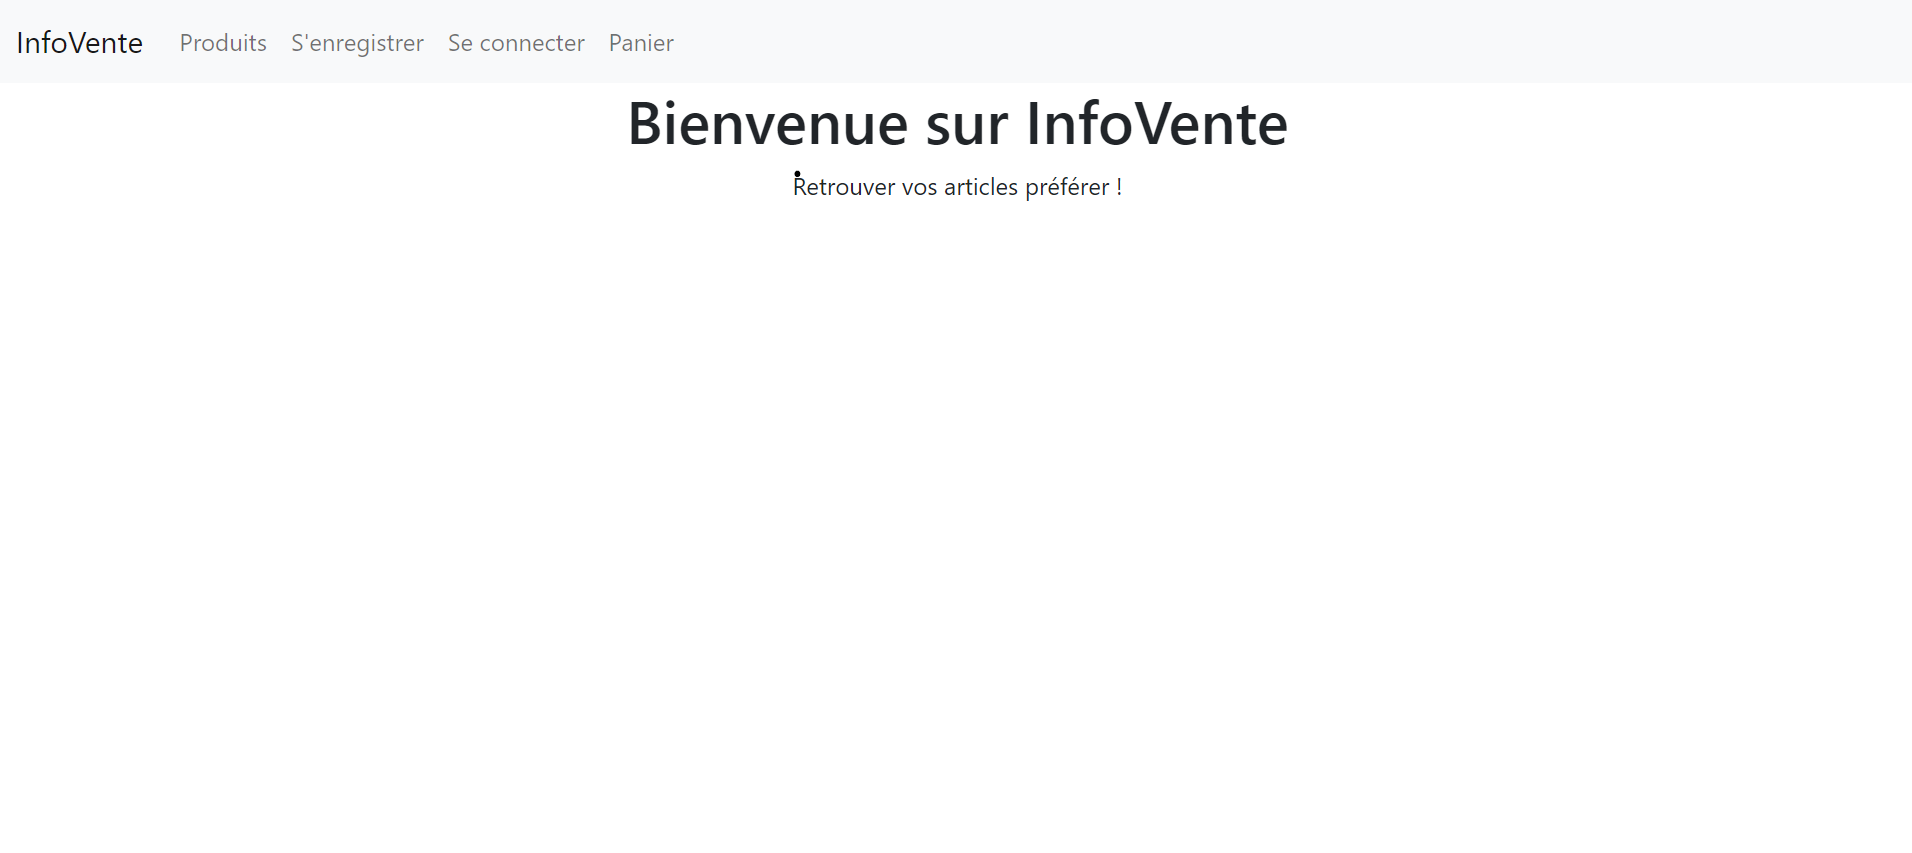 InfoVente Produits S'enregistrer Se connecter Panier
Bienvenue sur InfoVente
Retrouver vos articles préférer !